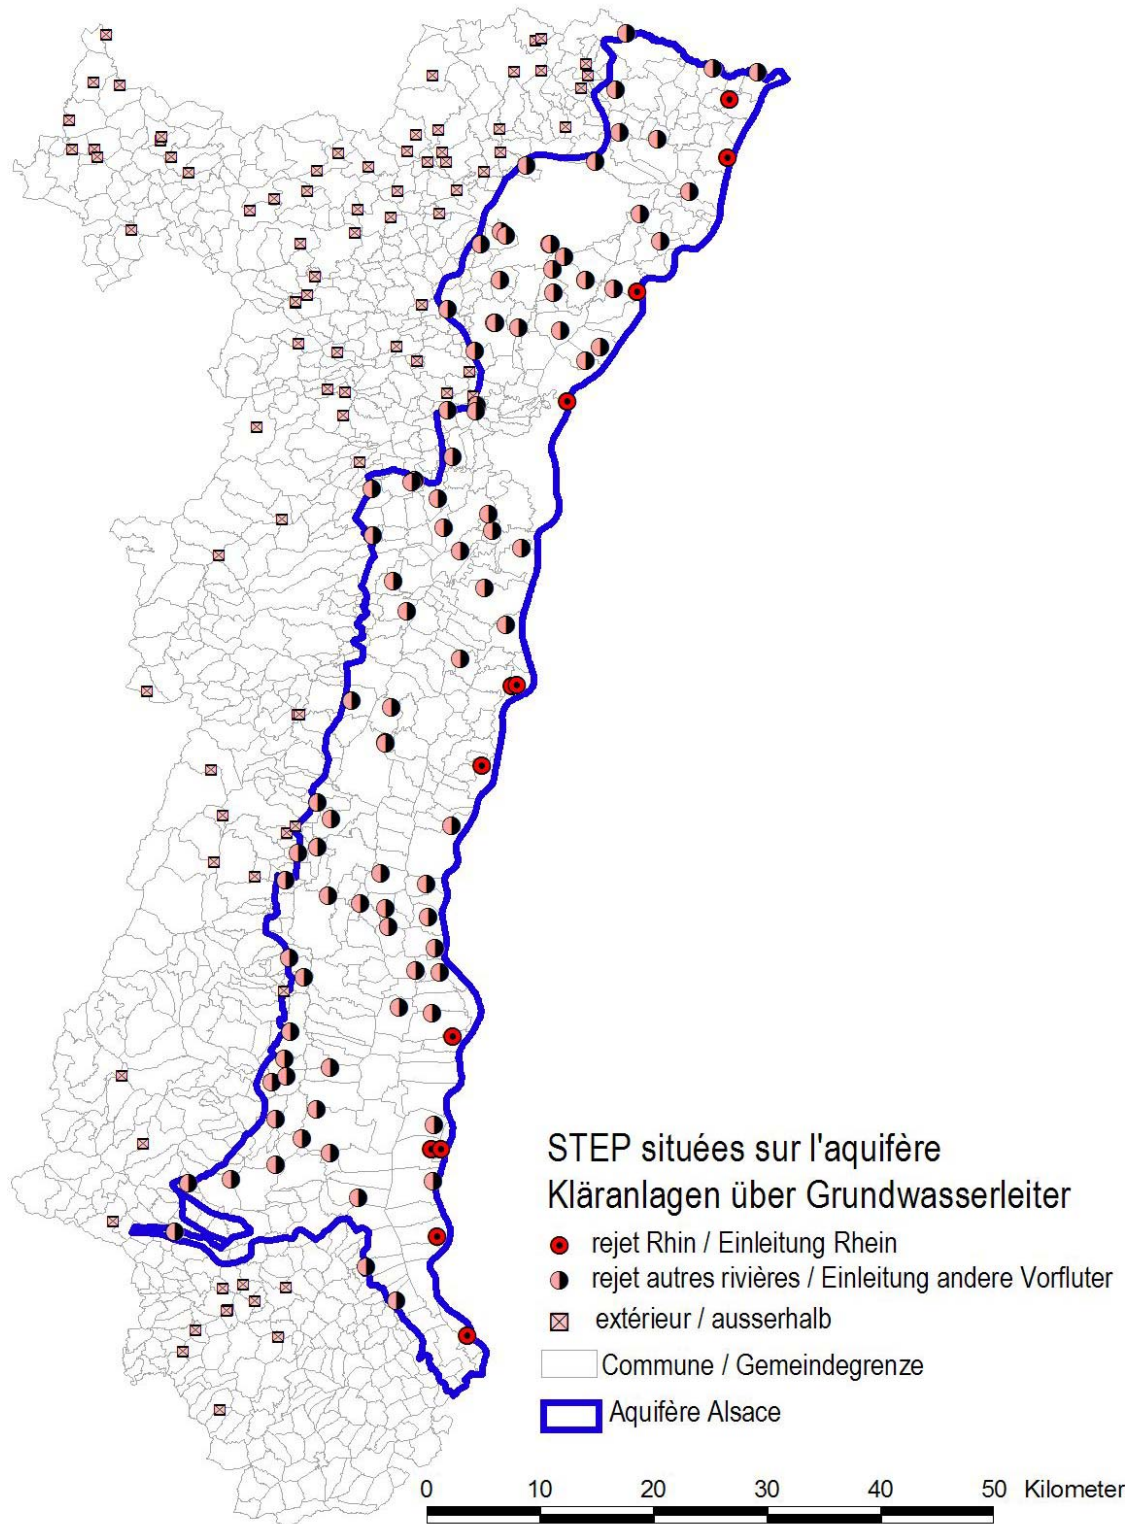 STEP situées sur l'aquifère
Kläranlagen über Grundwasserleiter
rejet Rhin / Einleitung Rhein
rejet autres rivières / Einleitung andere Vorfluter
extérieur / ausserhalb
Commune / Gemeindegrenze
Aquifère Alsace
0 10 20 30 40 50 Kilometer